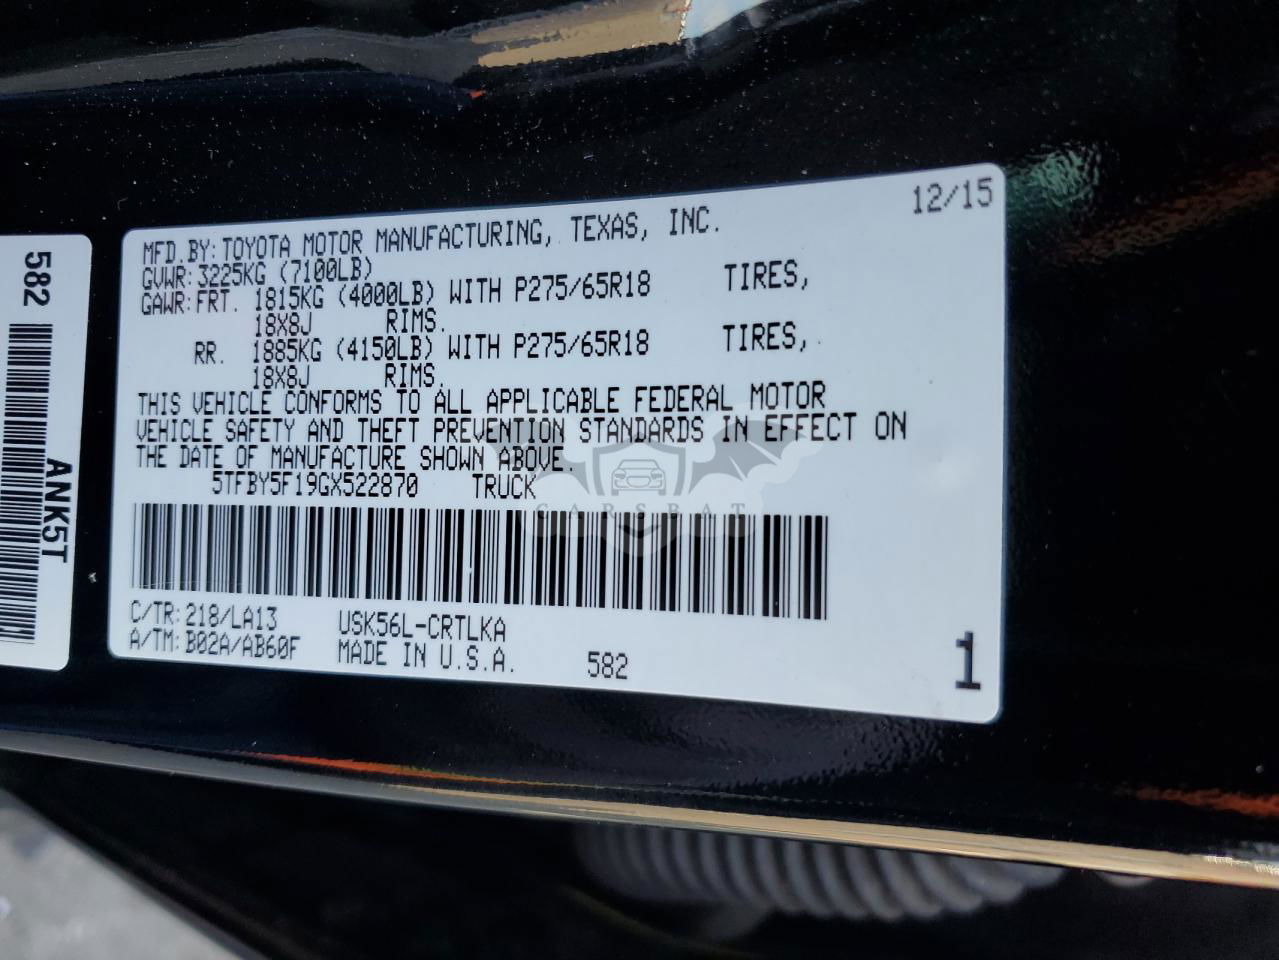 582
ANK5T
12/15
MFD.BY: TOYOTA MOTOR MANUFACTURING, TEXAS, INC.
GVWR: 3225KG (7100LB)
GAWR: FRT. 1815KG (4000LB) WITH P275/65R18 TIRES,
18X8J RIMS.
RR. 1885KG (4150LB) WITH P275/65R18 TIRES,
18X8J RIMS.
THIS VEHICLE CONFORMS TO ALL APPLICABLE FEDERAL MOTOR
VEHICLE SAFETY AND THEFT PREVENTION STANDARDS IN EFFECT ON
THE DATE OF MANUFACTURE SHOWN ABOVE.
5TFBY5F19GX522870 TRUCK
CARSBAT
C/TR: 218/LA13 USK56L-CRTLKA
A/TM: B02A/AB60F MADE IN U.S.A. 582
1